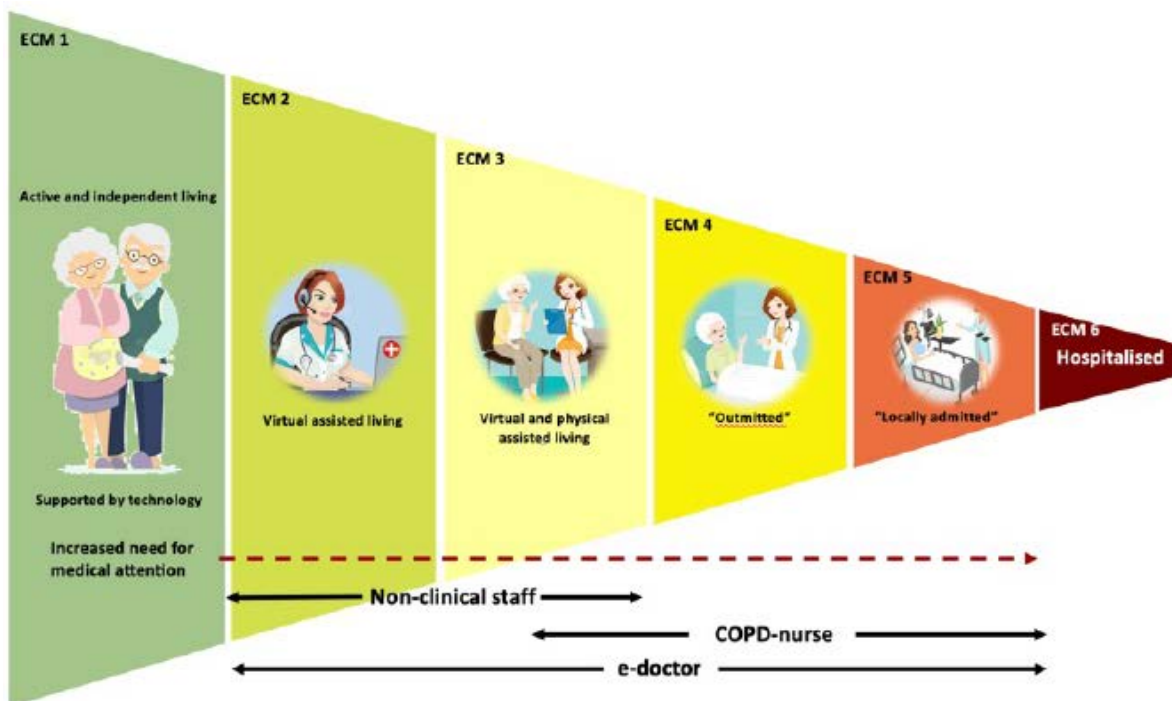 ECM 1
Active and independent living
Supported by technology
Increased need for
medical attention
ECM 2
Virtual assisted living
ECM 3
Virtual and physical
assisted living
ECM 4
"Outmitted"
ECM 5
"Locally admitted"
ECM 6
Hospitalised
Non-clinical staff
COPD-nurse
e-doctor